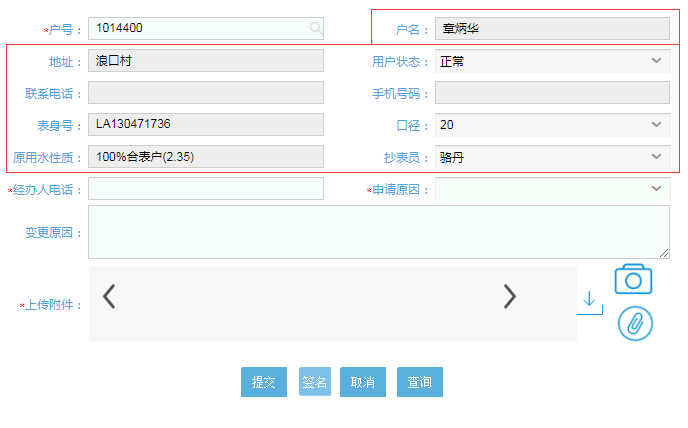 *户号： 1014400 户名： 章炳华
地址： 浪口村 用户状态： 正常
联系电话： 手机号码：
表身号： LA130471736 口径： 20
原用水性质： 100%合表户(2.35) 抄表员： 骆丹
*经办人电话： *申请原因：
变更原因：
*上传附件：
提交 签名 取消 查询